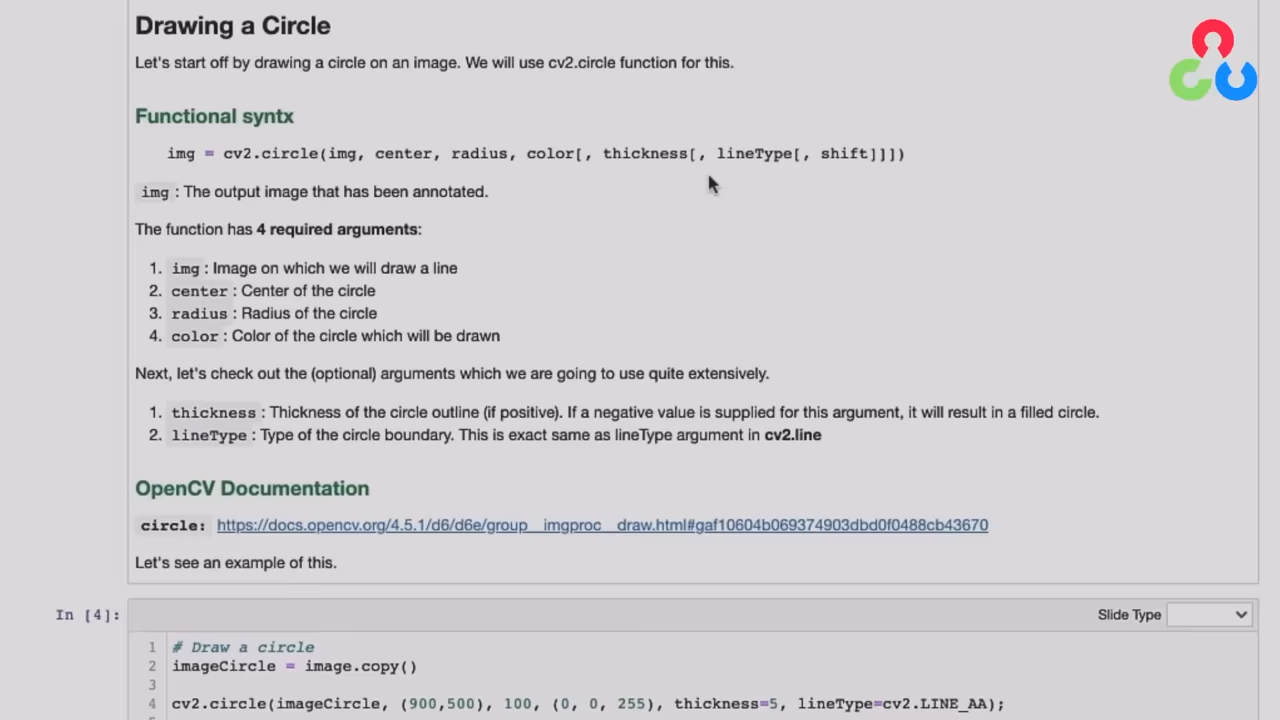 Drawing a Circle
Let's start off by drawing a circle on an image. We will use cv2.circle function for this.
Functional syntx
img = cv2.circle(img, center, radius, color[, thickness[, lineType[, shift]]])
img : The output image that has been annotated.
The function has 4 required arguments:
1. img : Image on which we will draw a line
2. center : Center of the circle
3. radius : Radius of the circle
4. color : Color of the circle which will be drawn
Next, let's check out the (optional) arguments which we are going to use quite extensively.
1. thickness : Thickness of the circle outline (if positive). If a negative value is supplied for this argument, it will result in a filled circle.
2. lineType : Type of the circle boundary. This is exact same as lineType argument in cv2.line
OpenCV Documentation
circle: https://docs.opencv.org/4.5.1/d6/d6e/group__imgproc__draw.html#gaf10604b069374903dbd0f0488cb43670
Let's see an example of this.
In [4]:
Slide Type
1 # Draw a circle
2 imageCircle = image.copy()
3
4 cv2.circle(imageCircle, (900,500), 100, (0, 0, 255), thickness=5, lineType=cv2.LINE_AA);